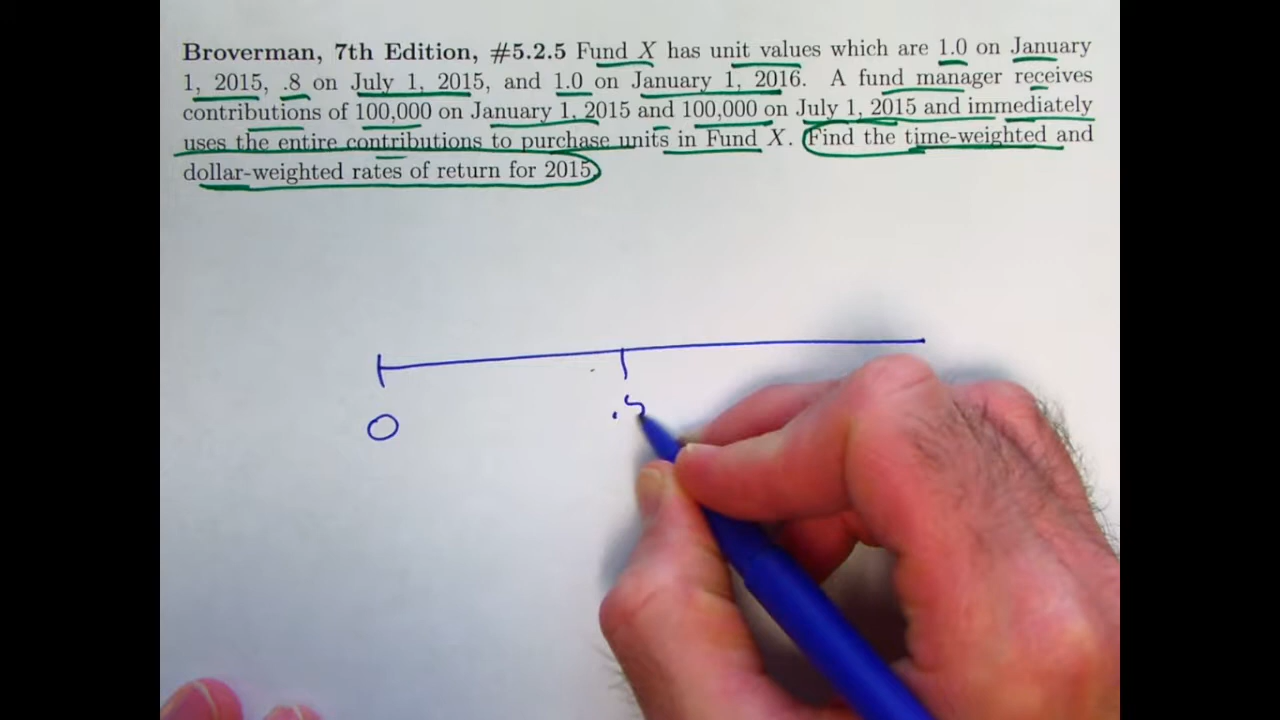 Broverman, 7th Edition, #5.2.5 Fund X has unit values which are 1.0 on January
1, 2015, .8 on July 1, 2015, and 1.0 on January 1, 2016. A fund manager receives
contributions of 100,000 on January 1, 2015 and 100,000 on July 1, 2015 and immediately
uses the entire contributions to purchase units in Fund X. Find the time-weighted and
dollar-weighted rates of return for 2015.
0 .5